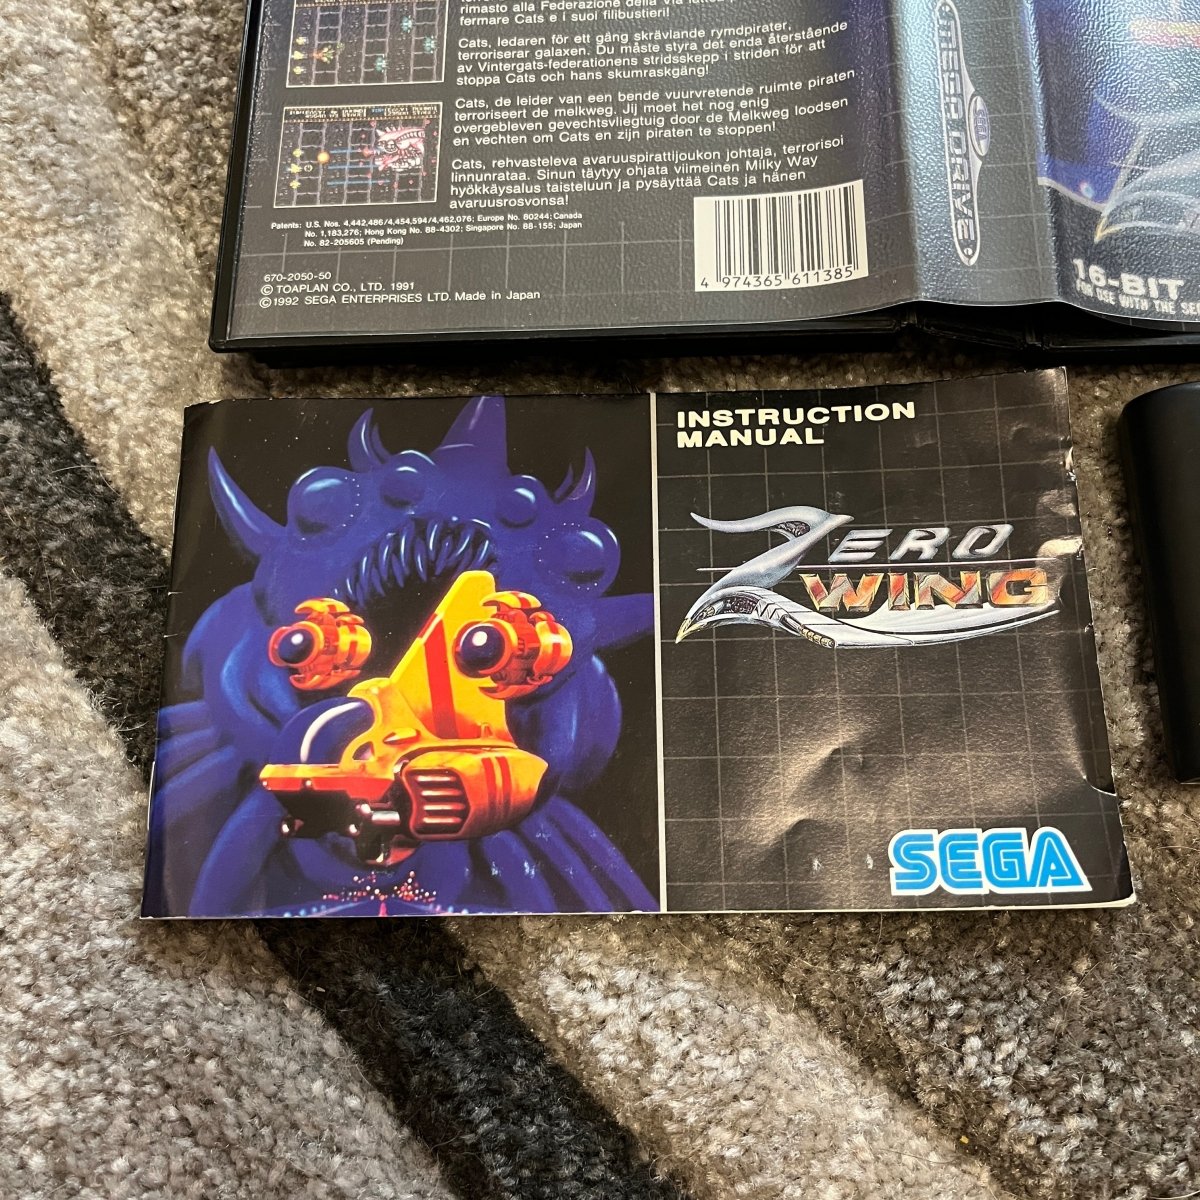 rimasto alla Federazione della Via lattea
fermare Cats e i suoi filibustieri!
Cats, ledaren för ett gäng skrävlande rymdpirater,
terroriserar galaxen. Du måste styra det enda återstående
av Vintergats-federationens stridsskepp i striden för att
stoppa Cats och hans skumraskgäng!
Cats, de leider van een bende vuurvretende ruimte piraten
terroriseert de melkweg. Jij moet het nog enig
overgebleven gevechtsvliegtuig door de Melkweg loodsen
en vechten om Cats en zijn piraten te stoppen!
Cats, rehvasteleva avaruuspirattijoukon johtaja, terrorisoi
linnunrataa. Sinun täytyy ohjata viimeinen Milky Way
hyökkäysalus taisteluun ja pysäyttää Cats ja hänen
avaruusrosvonsa!
Patents: U.S. Nos. 4,442,486/4,454,594/4,462,076; Europe No. 80244; Canada
No. 1,183,276; Hong Kong No. 88-4302; Singapore No. 88-155; Japan
No. 82-205605 (Pending)
670-2050-50
© TOAPLAN CO., LTD. 1991
© 1992 SEGA ENTERPRISES LTD. Made in Japan
4 974365 611385
MEGA DRIVE
16-BIT
FOR USE WITH THE
INSTRUCTION
MANUAL
ZERO
WING
SEGA